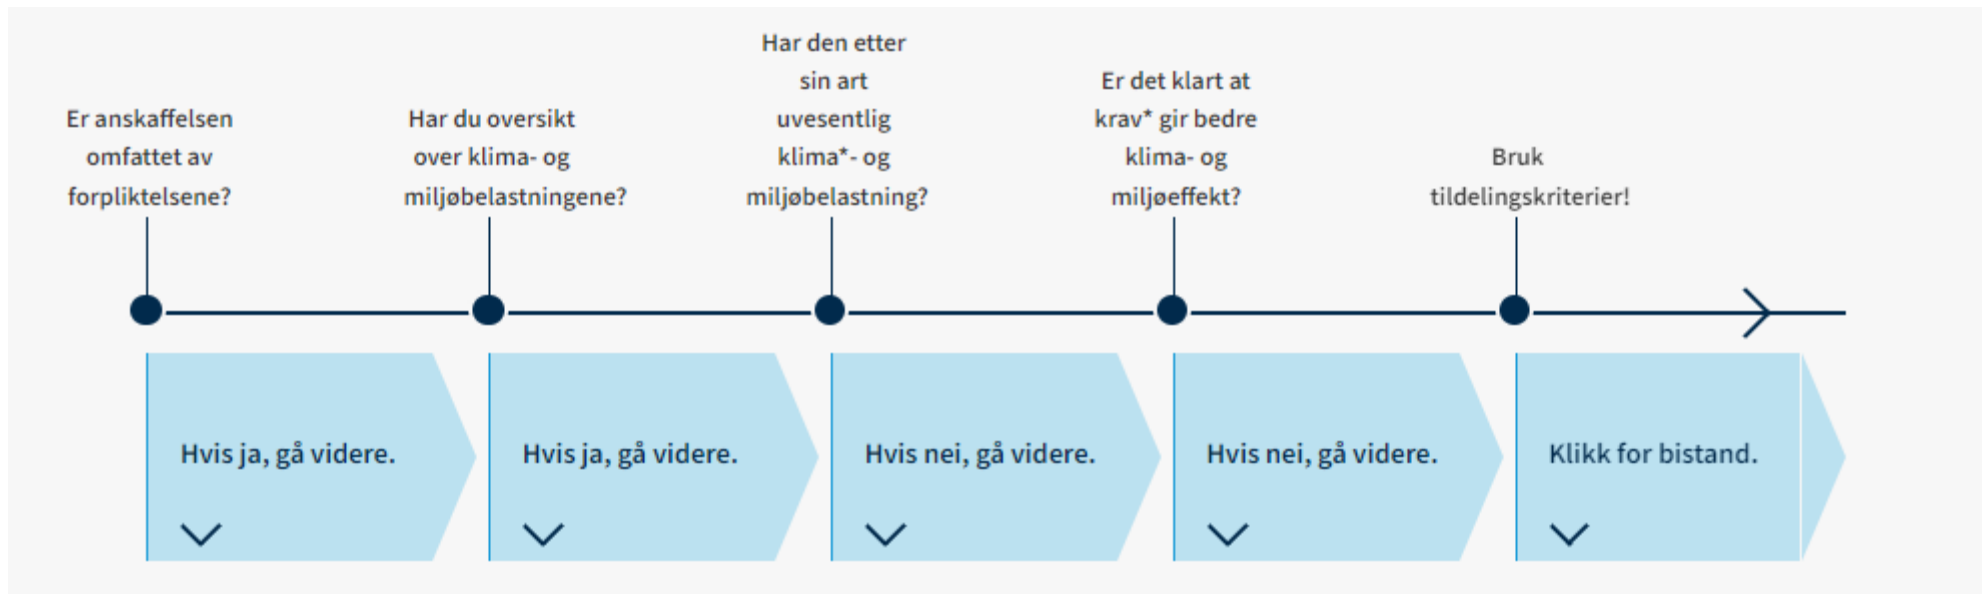 Er anskaffelsen
omfattet av
forpliktelsene?
Har du oversikt
over klima- og
miljøbelastningene?
Har den etter
sin art
uvesentlig
klima*- og
miljøbelastning?
Er det klart at
krav* gir bedre
klima- og
miljøeffekt?
Bruk
tildelingskriterier!
Hvis ja, gå videre.
Hvis ja, gå videre.
Hvis nei, gå videre.
Hvis nei, gå videre.
Klikk for bistand.